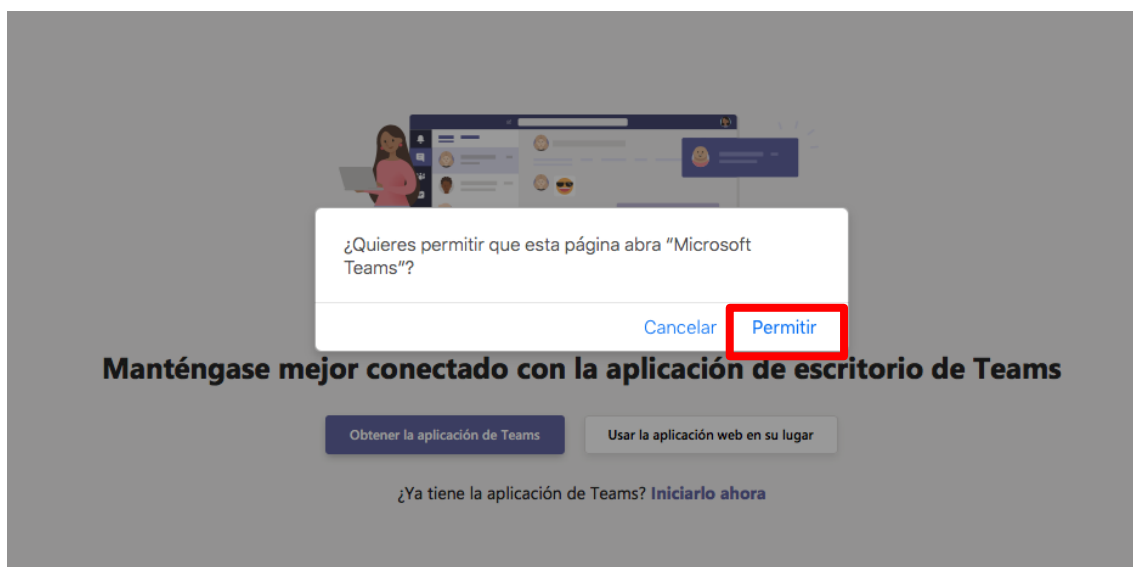 ¿Quieres permitir que esta página abra “Microsoft
Teams”?
Cancelar Permitir
Manténgase mejor conectado con la aplicación de escritorio de Teams
Obtener la aplicación de Teams Usar la aplicación web en su lugar
¿Ya tiene la aplicación de Teams? Iniciarlo ahora